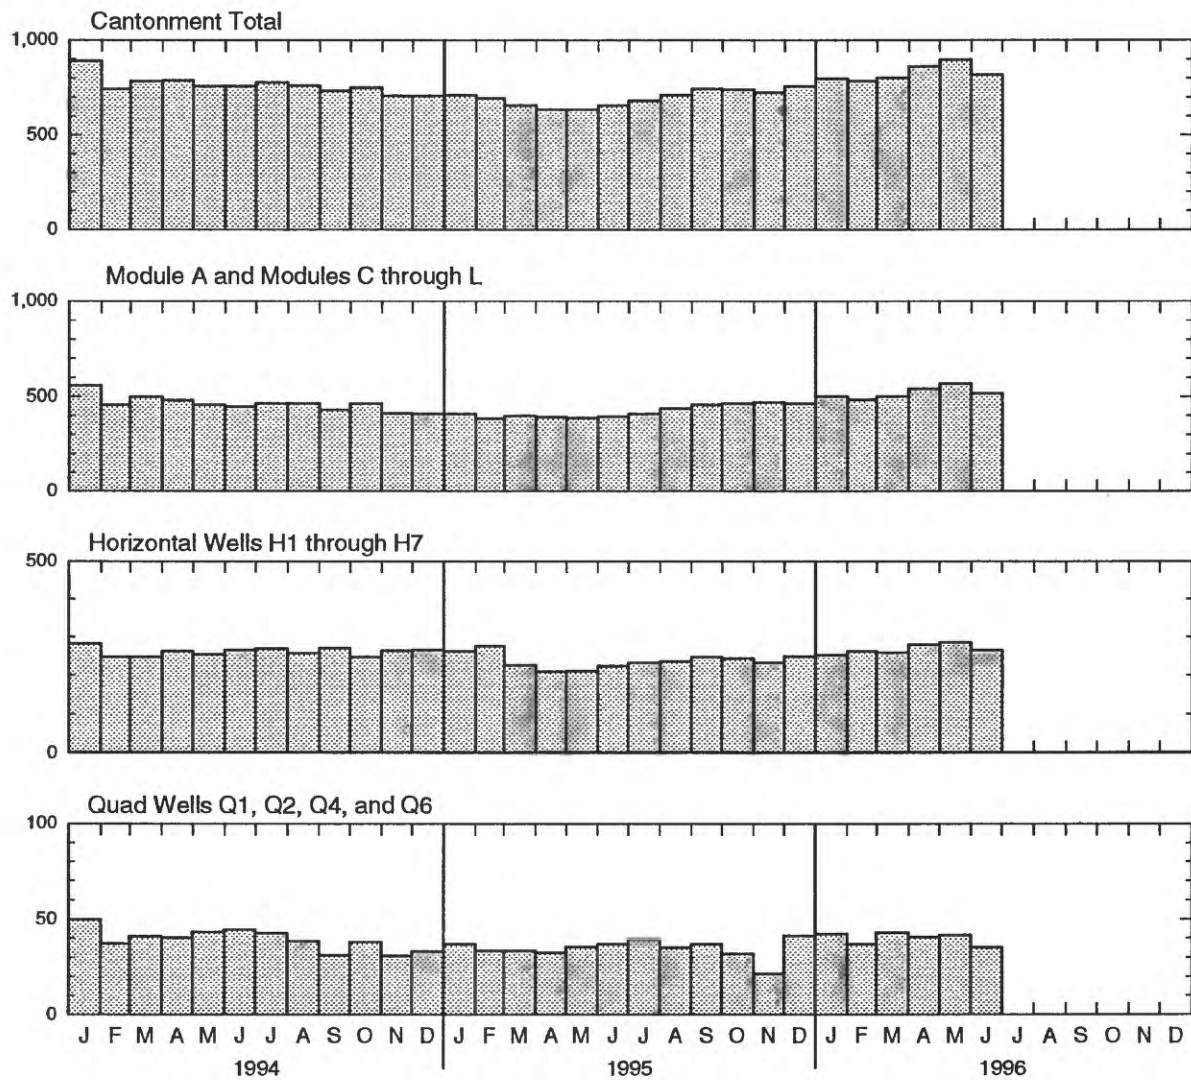 Cantonment Total
1,000
500
0
Module A and Modules C through L
1,000
500
0
Horizontal Wells H1 through H7
500
0
Quad Wells Q1, Q2, Q4, and Q6
100
50
0
J F M A M J J A S O N D J F M A M J J A S O N D J F M A M J J A S O N D
1994 1995 1996